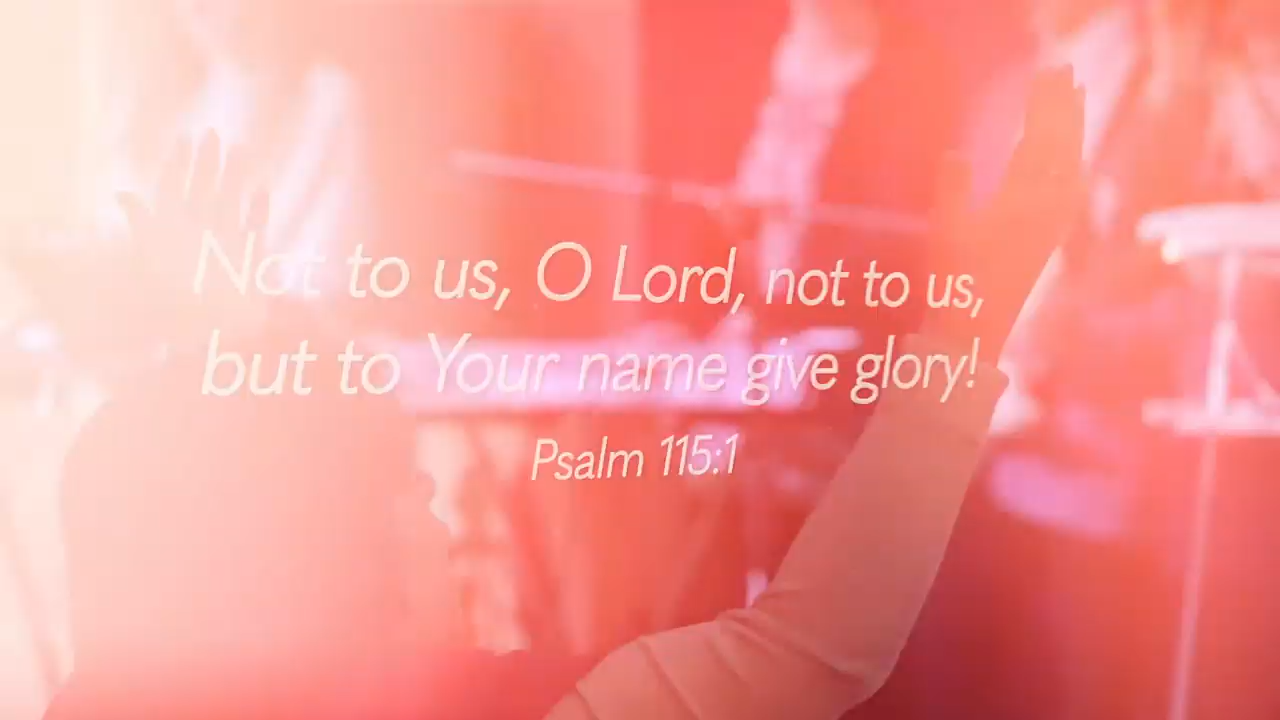 Not to us, O Lord, not to us,
but to Your name give glory!
Psalm 115:1